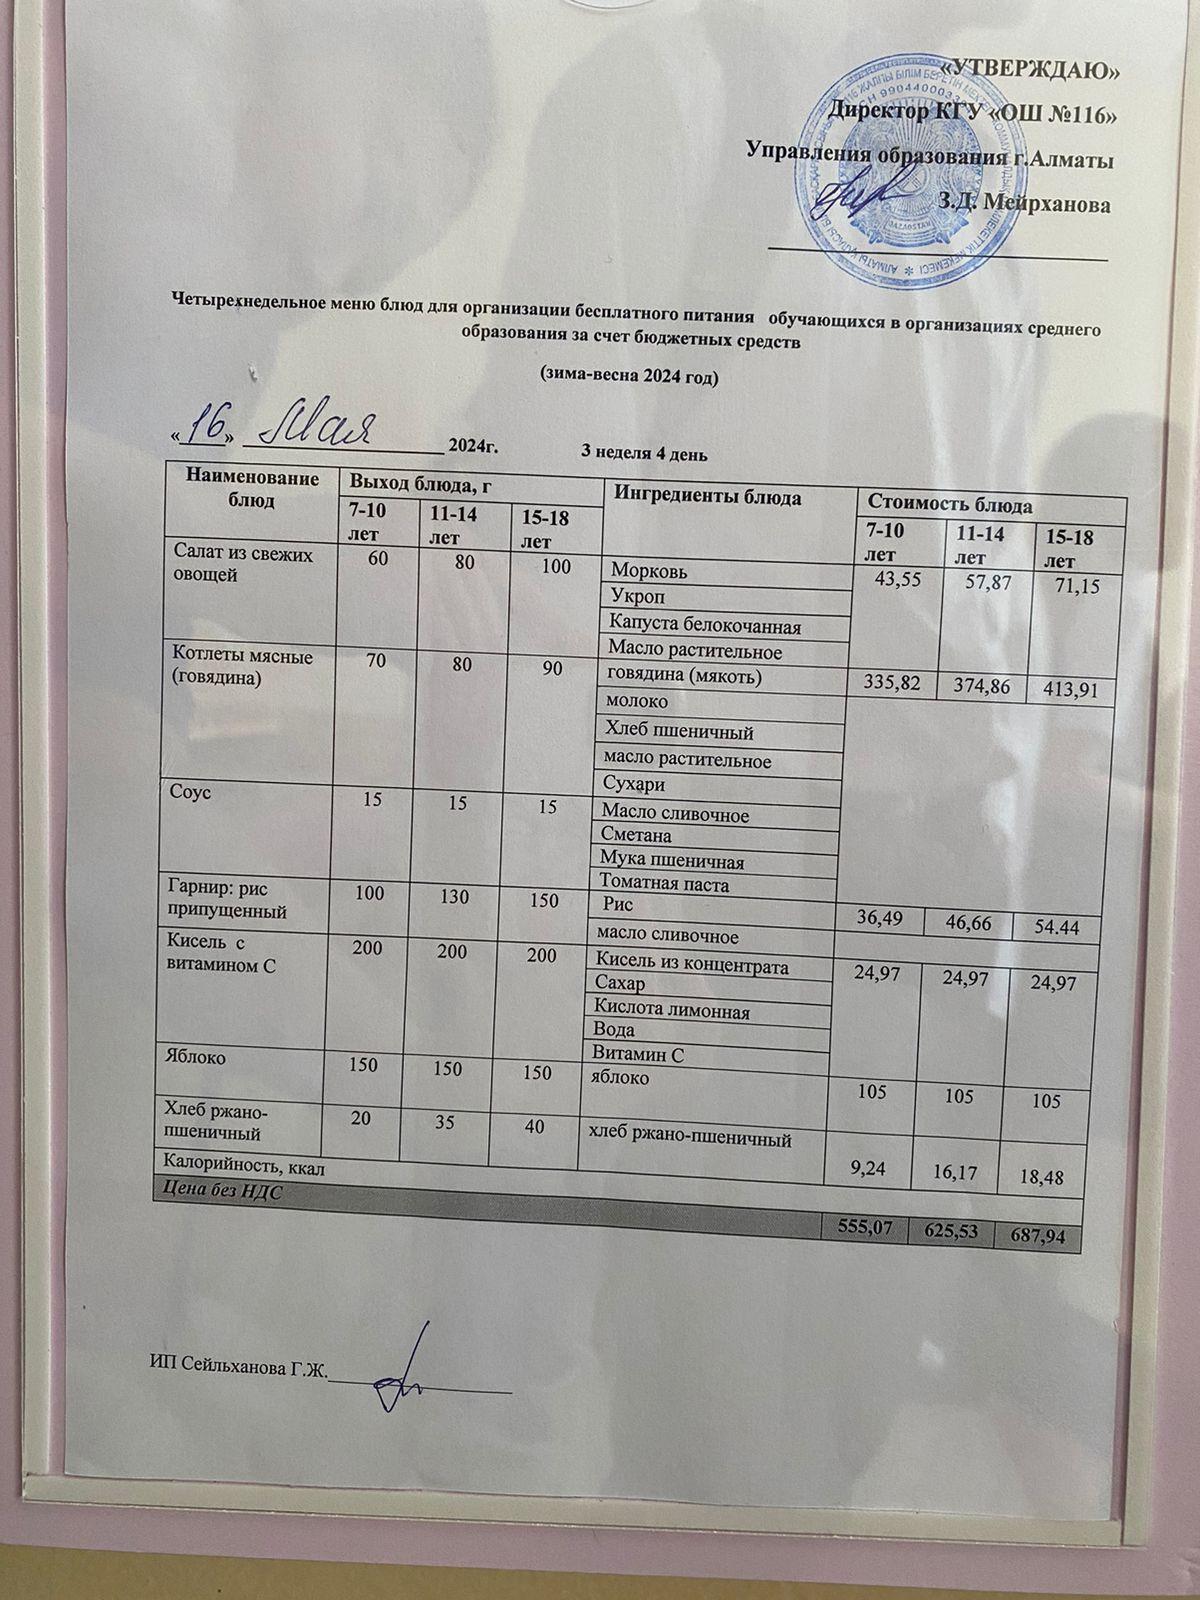 «УТВЕРЖДАЮ»
Директор КГУ «ОШ №116»
Управления образования г.Алматы
З.Д. Мейрханова
Четырехнедельное меню блюд для организации бесплатного питания обучающихся в организациях среднего
образования за счет бюджетных средств
(зима-весна 2024 год)
«16» Мая 2024г. 3 неделя 4 день
Наименование блюд Выход блюда, г Ингредиенты блюда Стоимость блюда
7-10 лет 11-14 лет 15-18 лет 7-10 лет 11-14 лет 15-18 лет
Салат из свежих овощей 60 80 100 Морковь 43,55 57,87 71,15
Укроп
Капуста белокочанная
Масло растительное
Котлеты мясные (говядина) 70 80 90 говядина (мякоть) 335,82 374,86 413,91
молоко
Хлеб пшеничный
масло растительное
Сухари
Соус 15 15 15 Масло сливочное
Сметана
Мука пшеничная
Томатная паста
Гарнир: рис припущенный 100 130 150 Рис 36,49 46,66 54.44
масло сливочное
Кисель с витамином С 200 200 200 Кисель из концентрата 24,97 24,97 24,97
Сахар
Кислота лимонная
Вода
Витамин С
Яблоко 150 150 150 яблоко 105 105 105
Хлеб ржано-пшеничный 20 35 40 хлеб ржано-пшеничный 9,24 16,17 18,48
Калорийность, ккал
Цена без НДС 555,07 625,53 687,94
ИП Сейльханова Г.Ж.